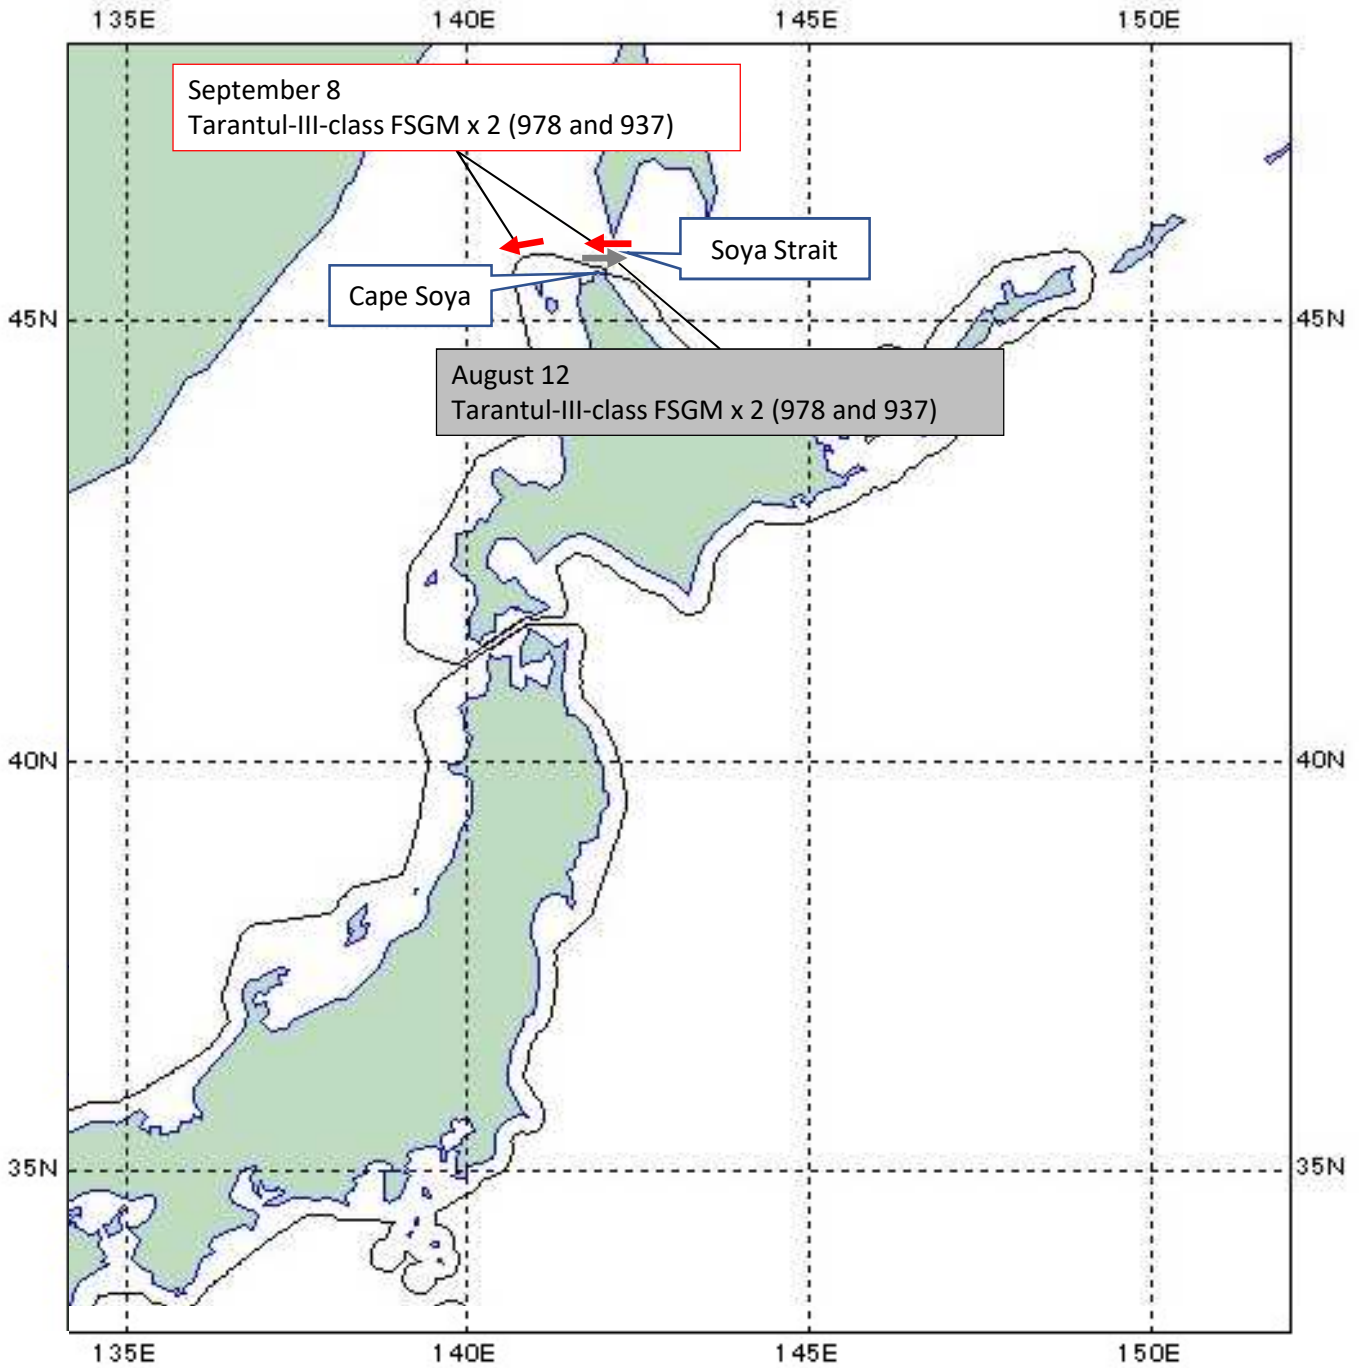 135E 140E 145E 150E
September 8
Tarantul-III-class FSGM x 2 (978 and 937)
Soya Strait
Cape Soya
45N 45N
August 12
Tarantul-III-class FSGM x 2 (978 and 937)
40N 40N
35N 35N
135E 140E 145E 150E